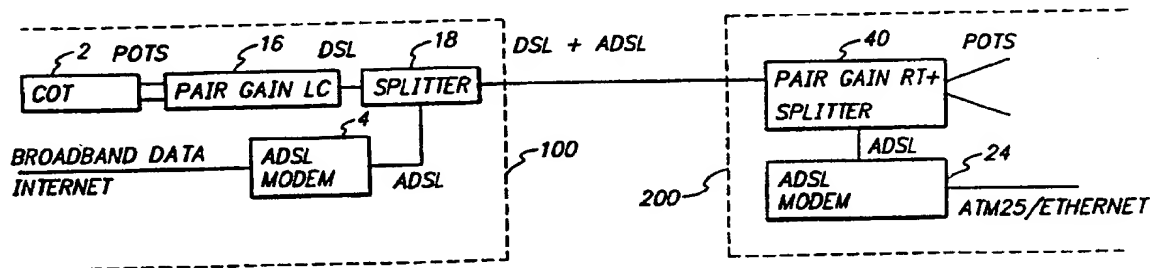 2 POTS 16 DSL 18 DSL + ADSL 40 POTS
COT
PAIR GAIN LC
SPLITTER
PAIR GAIN RT+
SPLITTER
4
BROADBAND DATA
INTERNET
ADSL
MODEM
ADSL
100
200
ADSL
24
ADSL
MODEM
ATM25/ETHERNET